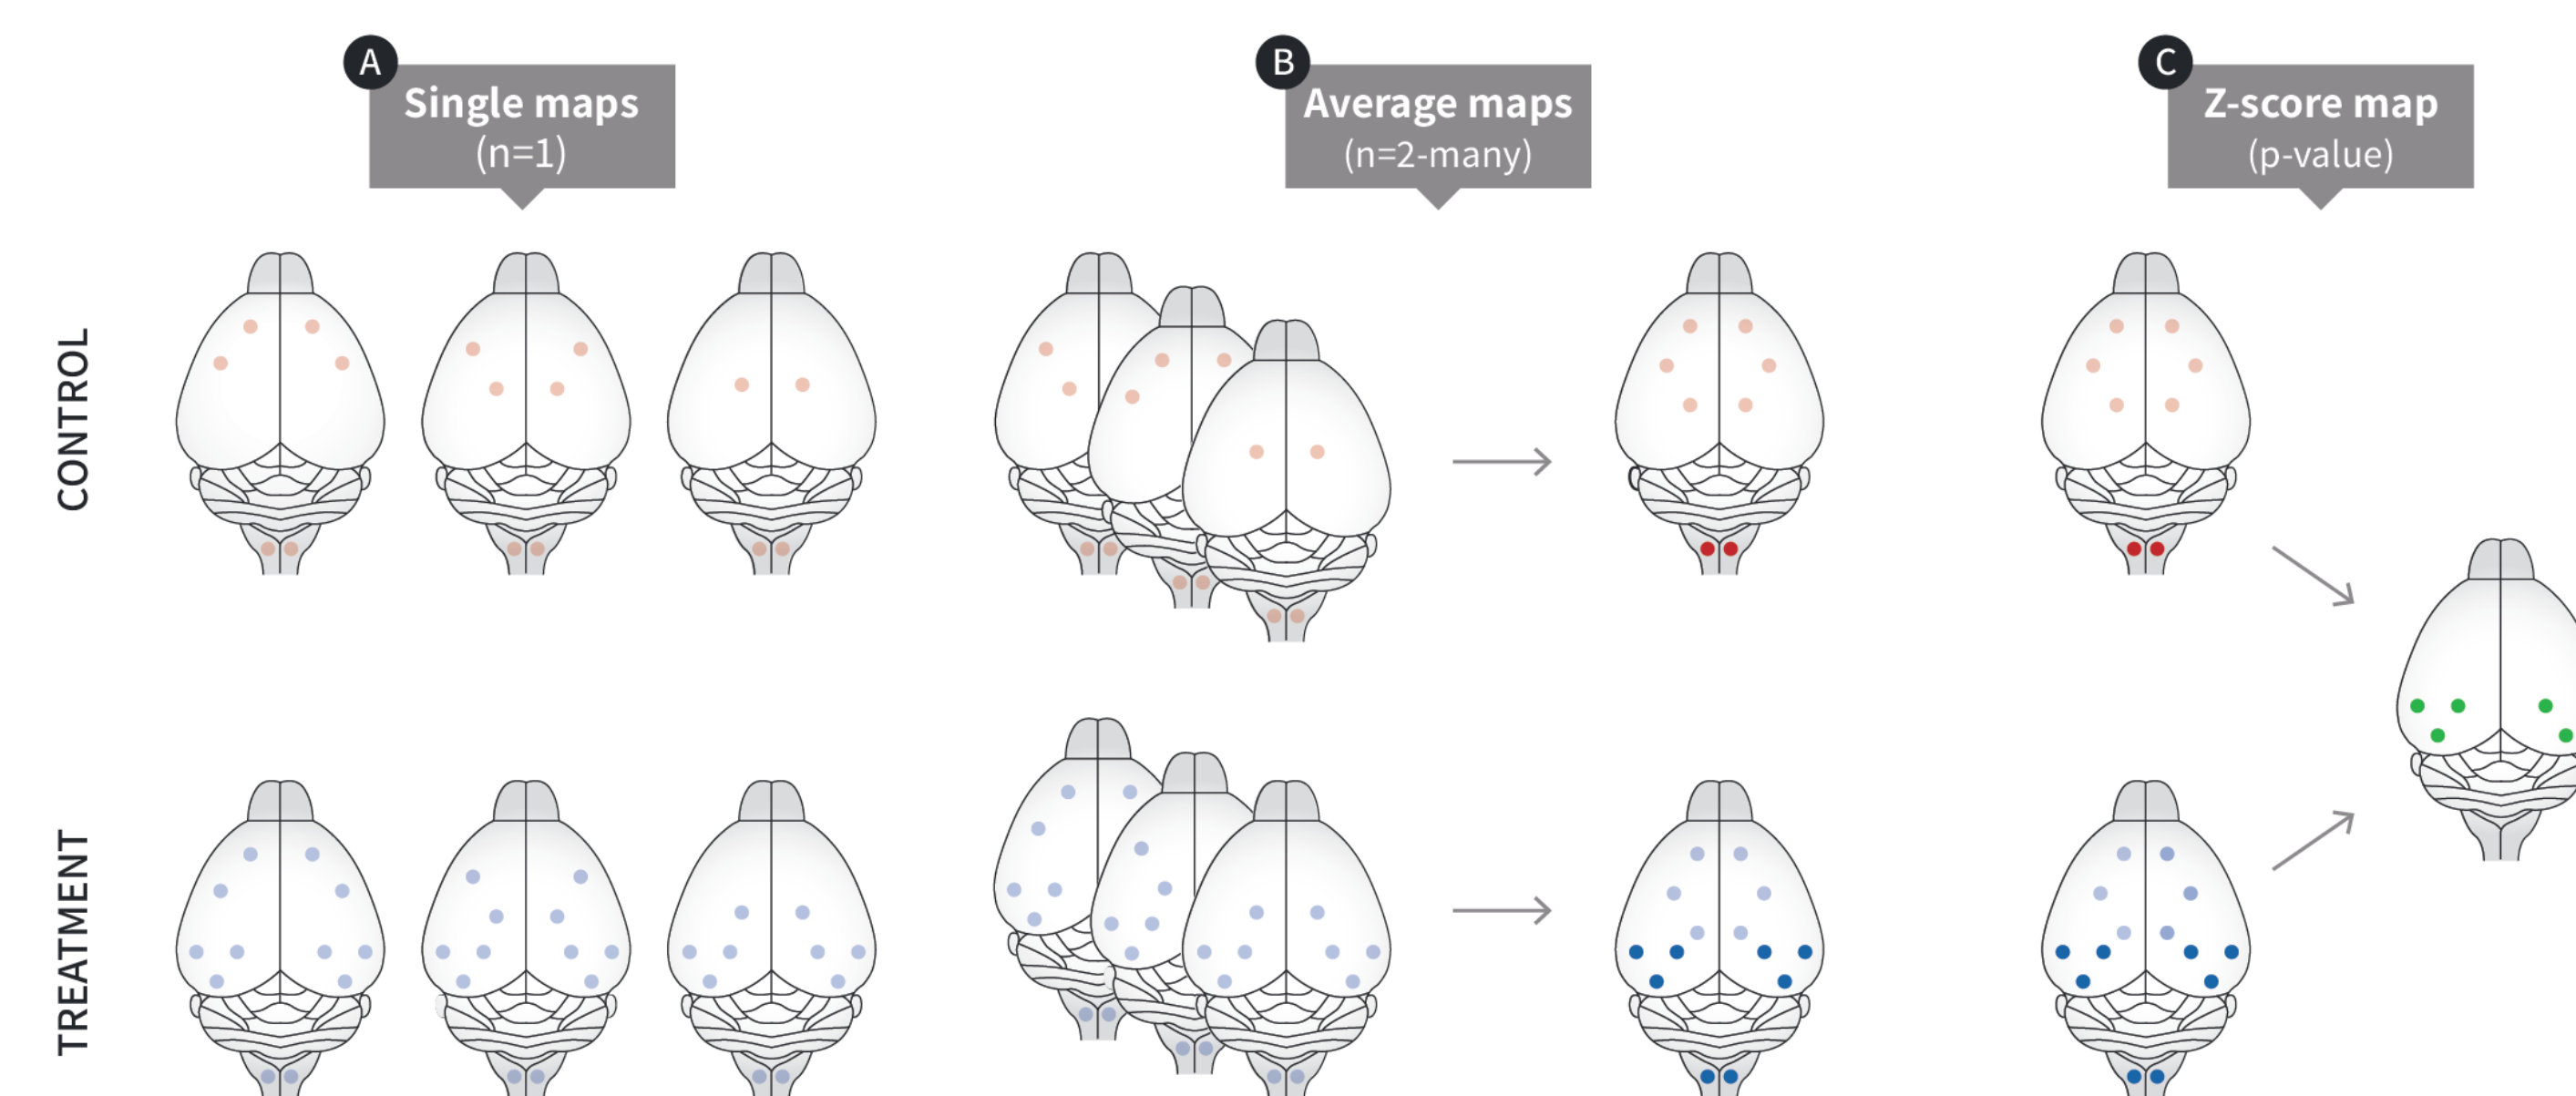 A
Single maps
(n=1)
B
Average maps
(n=2-many)
C
Z-score map
(p-value)
CONTROL
TREATMENT